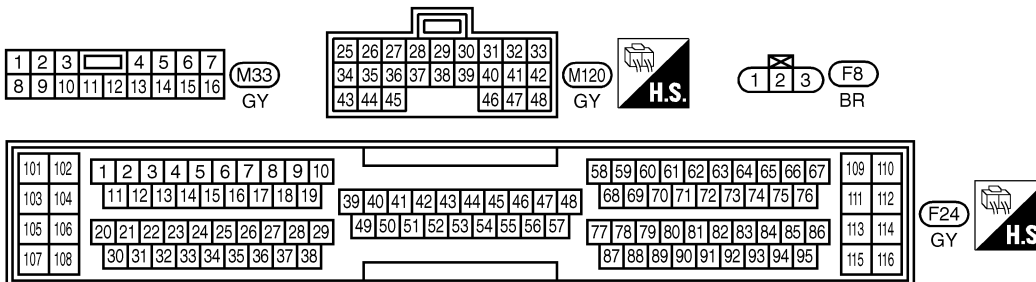 1 2 3 4 5 6 7
8 9 10 11 12 13 14 15 16
M33
GY
25 26 27 28 29 30 31 32 33
34 35 36 37 38 39 40 41 42
43 44 45 46 47 48
M120
GY
H.S.
1 2 3
F8
BR
101 102
103 104
105 106
107 108
1 2 3 4 5 6 7 8 9 10
11 12 13 14 15 16 17 18 19
20 21 22 23 24 25 26 27 28 29
30 31 32 33 34 35 36 37 38
39 40 41 42 43 44 45 46 47 48
49 50 51 52 53 54 55 56 57
58 59 60 61 62 63 64 65 66 67
68 69 70 71 72 73 74 75 76
77 78 79 80 81 82 83 84 85 86
87 88 89 90 91 92 93 94 95
109 110
111 112
113 114
115 116
F24
GY
H.S